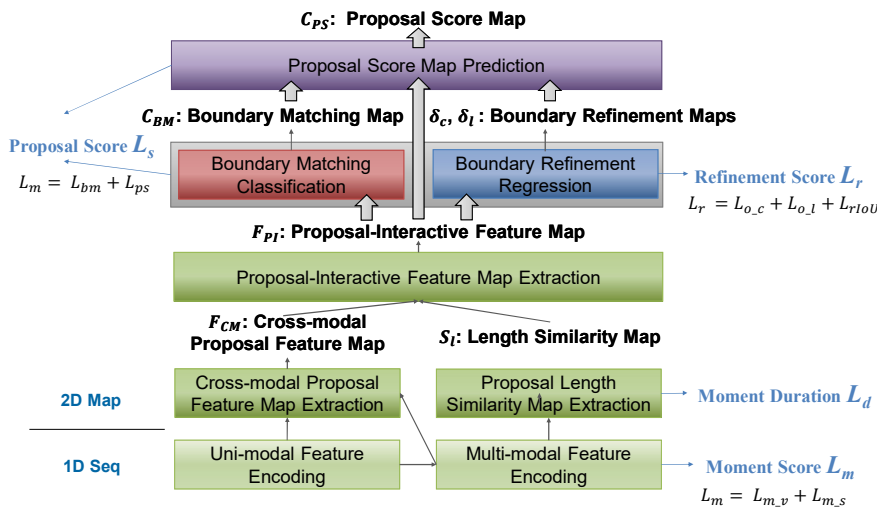 C_PS: Proposal Score Map
Proposal Score Map Prediction
C_BM: Boundary Matching Map
δ_c, δ_l : Boundary Refinement Maps
Proposal Score L_s
L_m = L_bm + L_ps
Boundary Matching
Classification
Boundary Refinement
Regression
Refinement Score L_r
L_r = L_o_c + L_o_l + L_rIoU
F_PI: Proposal-Interactive Feature Map
Proposal-Interactive Feature Map Extraction
F_CM: Cross-modal
Proposal Feature Map
S_l: Length Similarity Map
2D Map
Cross-modal Proposal
Feature Map Extraction
Proposal Length
Similarity Map Extraction
Moment Duration L_d
1D Seq
Uni-modal Feature
Encoding
Multi-modal Feature
Encoding
Moment Score L_m
L_m = L_m_v + L_m_s